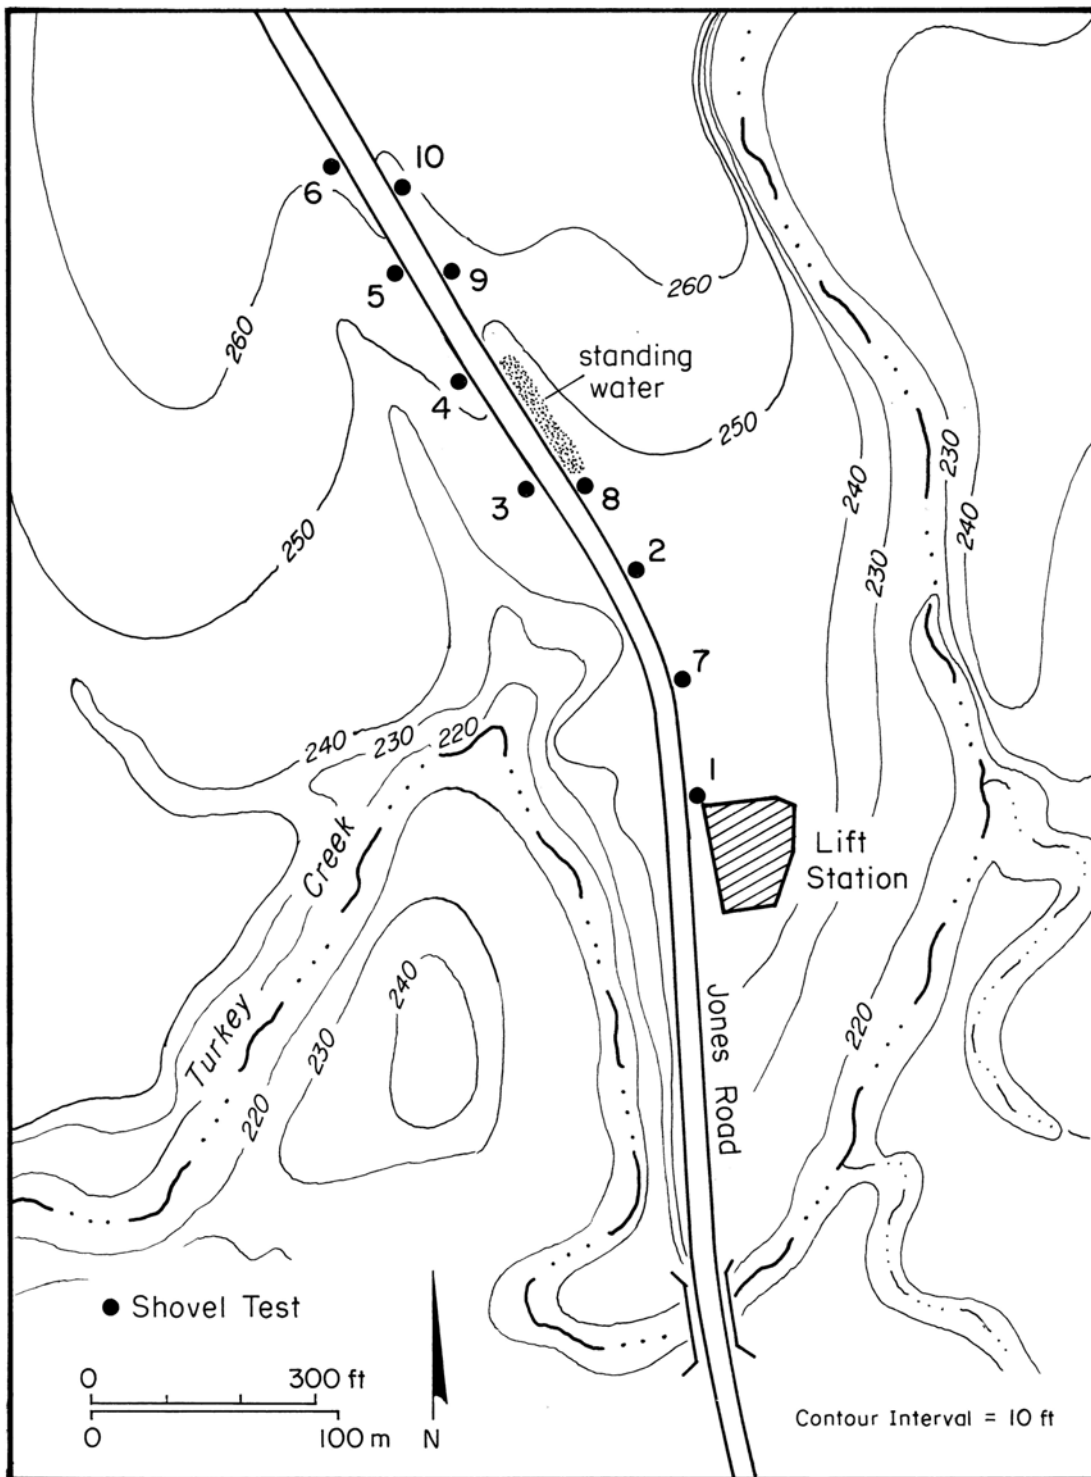 10
6
260
5
9
260
standing
water
4
250
230
240
240
3
8
250
2
230
7
240
230
220
1
Lift
Station
Turkey Creek
240
Jones Road
230
220
220
Shovel Test
0 300 ft
0 100 m
N
Contour Interval = 10 ft